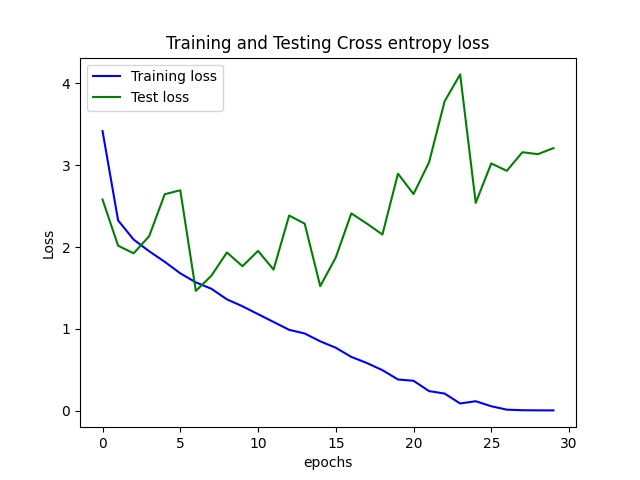 Training and Testing Cross entropy loss
Training loss
Test loss
4
3
2
1
0
Loss
0 5 10 15 20 25 30
epochs